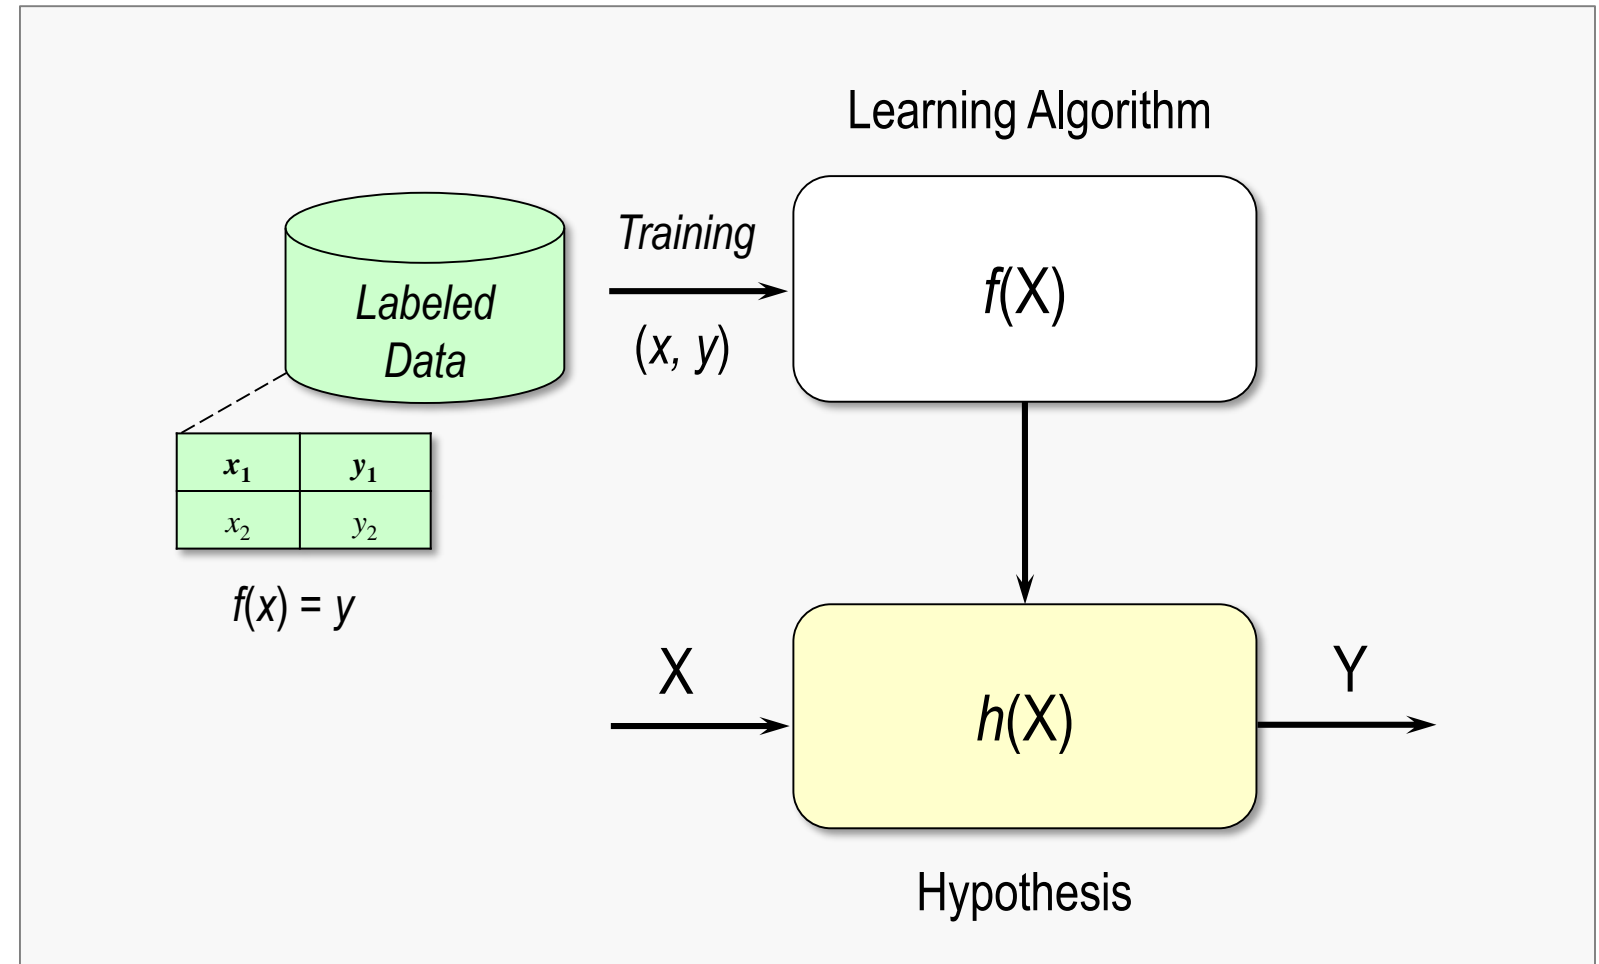 Learning Algorithm
Labeled
Data
Training
(x, y)
f(X)
x₁ y₁
x₂ y₂
f(x) = y
X
h(X)
Y
Hypothesis